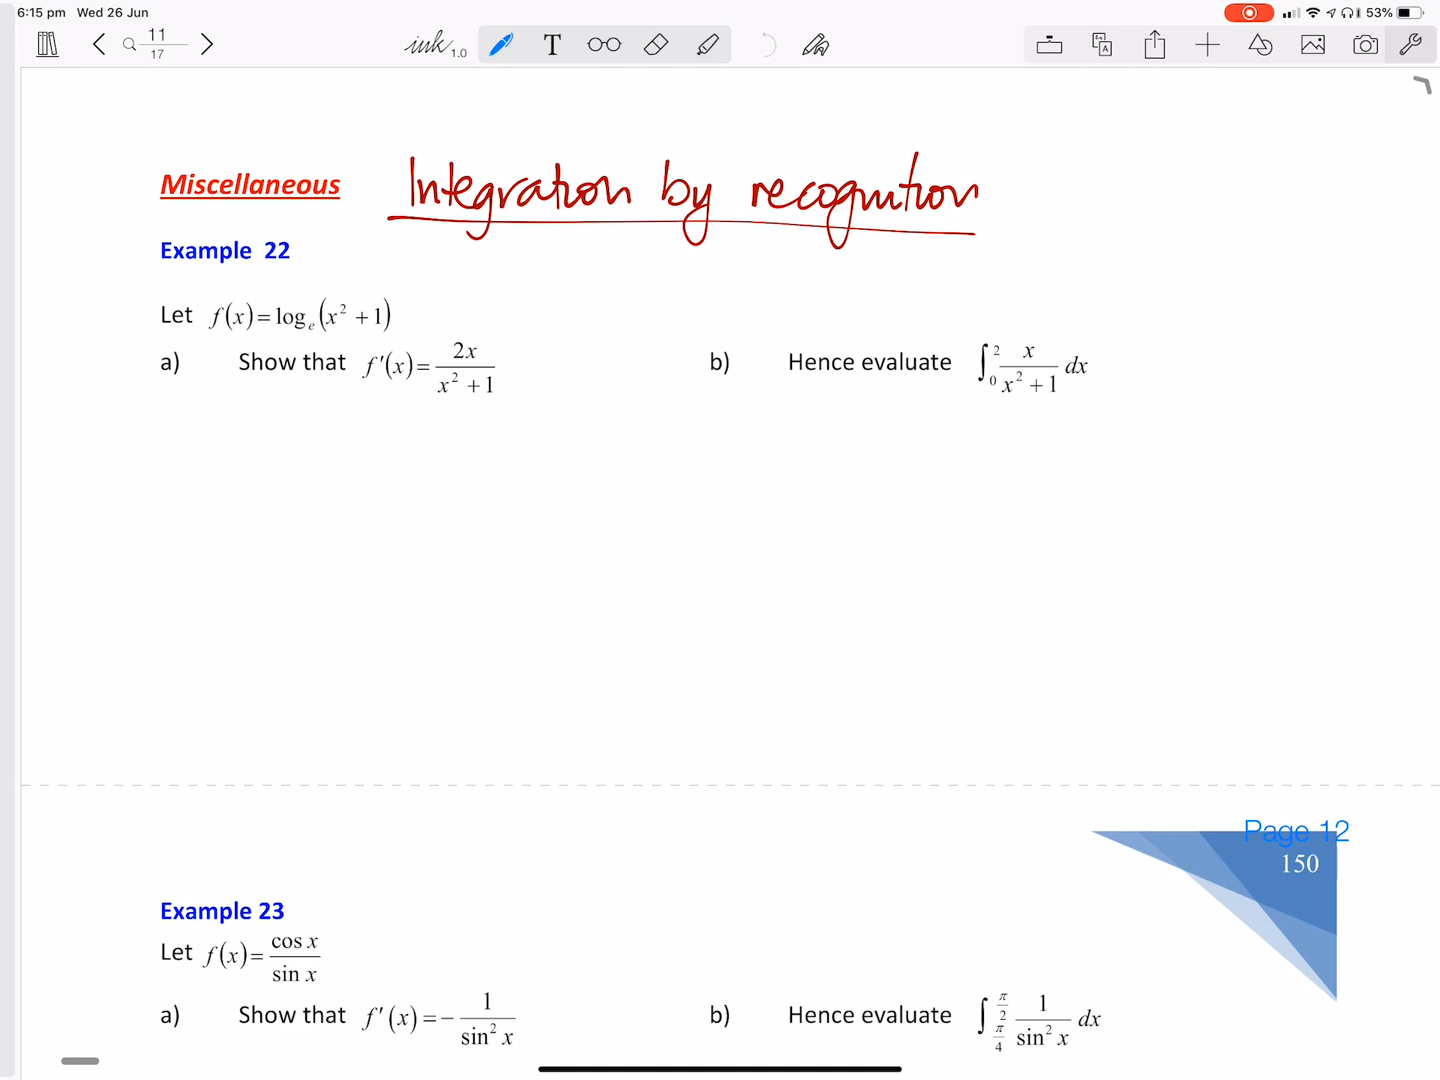 6:15 pm Wed 26 Jun 53%
11
17
ink 1.0 T
Miscellaneous Integration by recognition
Example 22
Let f(x) = logₑ(x² + 1)
a) Show that f'(x) = 2x / (x² + 1) b) Hence evaluate ∫₀² x / (x² + 1) dx
Page 12
150
Example 23
Let f(x) = cos x / sin x
a) Show that f'(x) = − 1 / sin² x b) Hence evaluate ∫_{π/4}^{π/2} 1 / sin² x dx